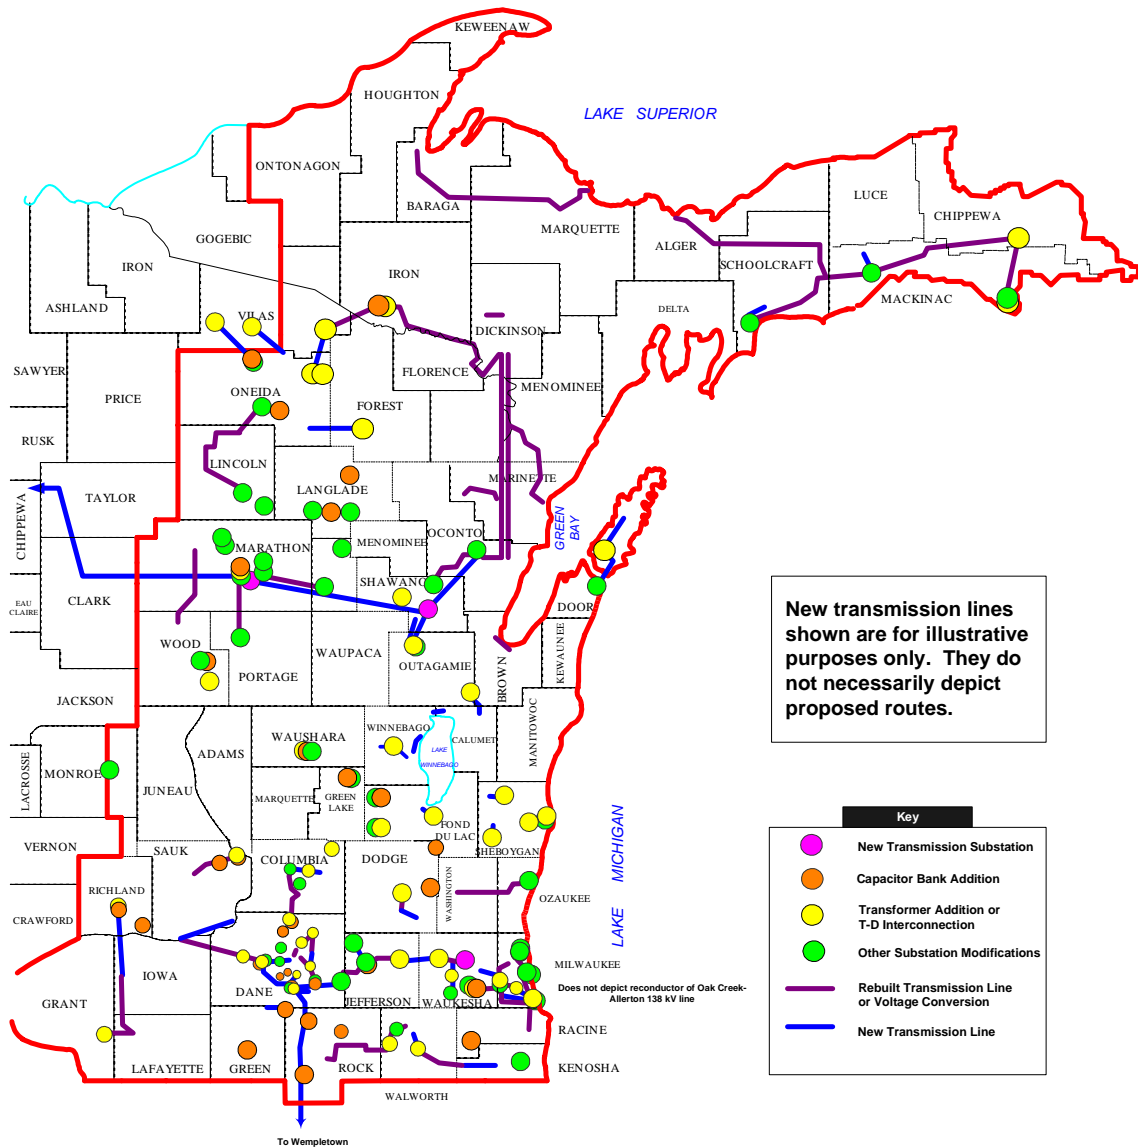 KEWEENAW
HOUGHTON
LAKE SUPERIOR
ONTONAGON
BARAGA
LUCE
CHIPPEWA
MARQUETTE
GOGEBIC
ALGER
IRON
IRON
SCHOOLCRAFT
MACKINAC
ASHLAND
VILAS
DELTA
DICKINSON
SAWYER
FLORENCE
MENOMINEE
PRICE
ONEIDA
FOREST
RUSK
LINCOLN
MARINETTE
LANGLADE
TAYLOR
CHIPPEWA
GREEN
BAY
OCONTO
MENOMINEE
MARATHON
SHAWANO
CLARK
EAU
CLAIRE
DOOR
New transmission lines
shown are for illustrative
purposes only. They do
not necessarily depict
proposed routes.
WOOD
WAUPACA
OUTAGAMIE
BROWN
KEWAUNEE
PORTAGE
JACKSON
MANITOWOC
WINNEBAGO
CALUMET
WAUSHARA
ADAMS
LAKE
WINNEBAGO
LACROSSE
MONROE
JUNEAU
MARQUETTE
GREEN
LAKE
FOND
DU LAC
SHEBOYGAN
LAKE MICHIGAN
VERNON
SAUK
COLUMBIA
DODGE
WASHINGTON
OZAUKEE
RICHLAND
CRAWFORD
IOWA
DANE
JEFFERSON
WAUKESHA
MILWAUKEE
Does not depict reconductor of Oak Creek-
Allerton 138 kV line
GRANT
RACINE
LAFAYETTE
GREEN
ROCK
KENOSHA
WALWORTH
To Wempletown
Key
New Transmission Substation
Capacitor Bank Addition
Transformer Addition or
T-D Interconnection
Other Substation Modifications
Rebuilt Transmission Line
or Voltage Conversion
New Transmission Line